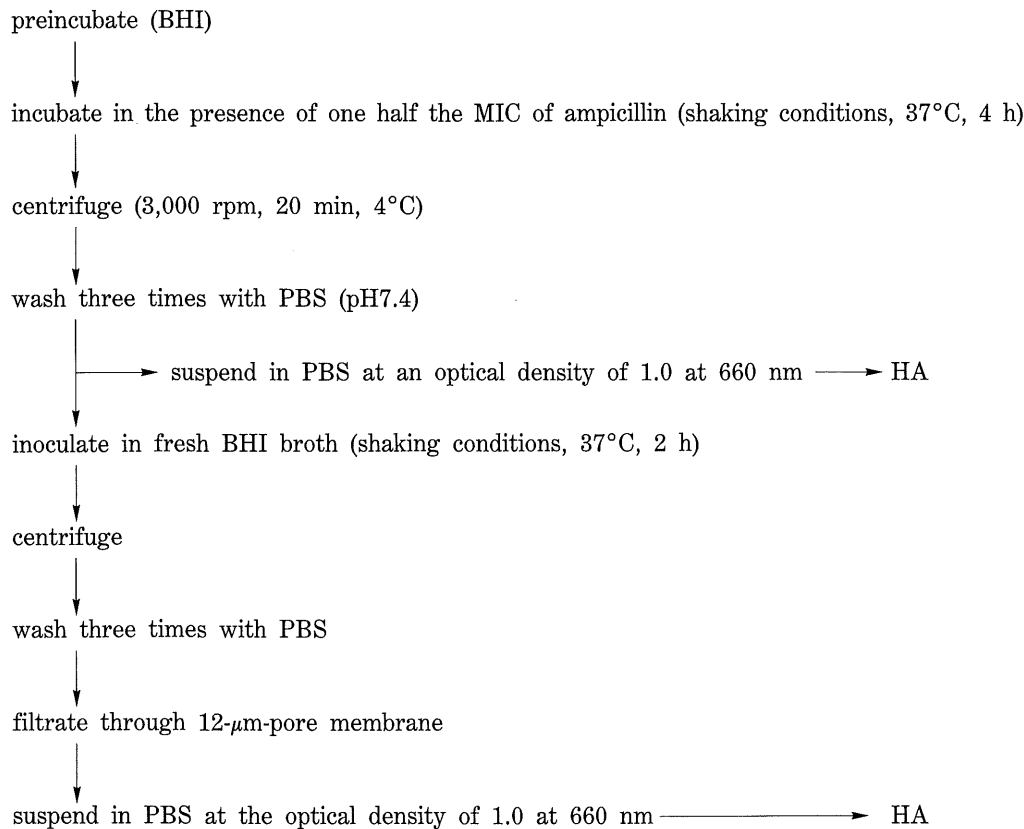 preincubate (BHI)
incubate in the presence of one half the MIC of ampicillin (shaking conditions, 37°C, 4 h)
centrifuge (3,000 rpm, 20 min, 4°C)
wash three times with PBS (pH7.4)
suspend in PBS at an optical density of 1.0 at 660 nm HA
inoculate in fresh BHI broth (shaking conditions, 37°C, 2 h)
centrifuge
wash three times with PBS
filtrate through 12-μm-pore membrane
suspend in PBS at the optical density of 1.0 at 660 nm HA